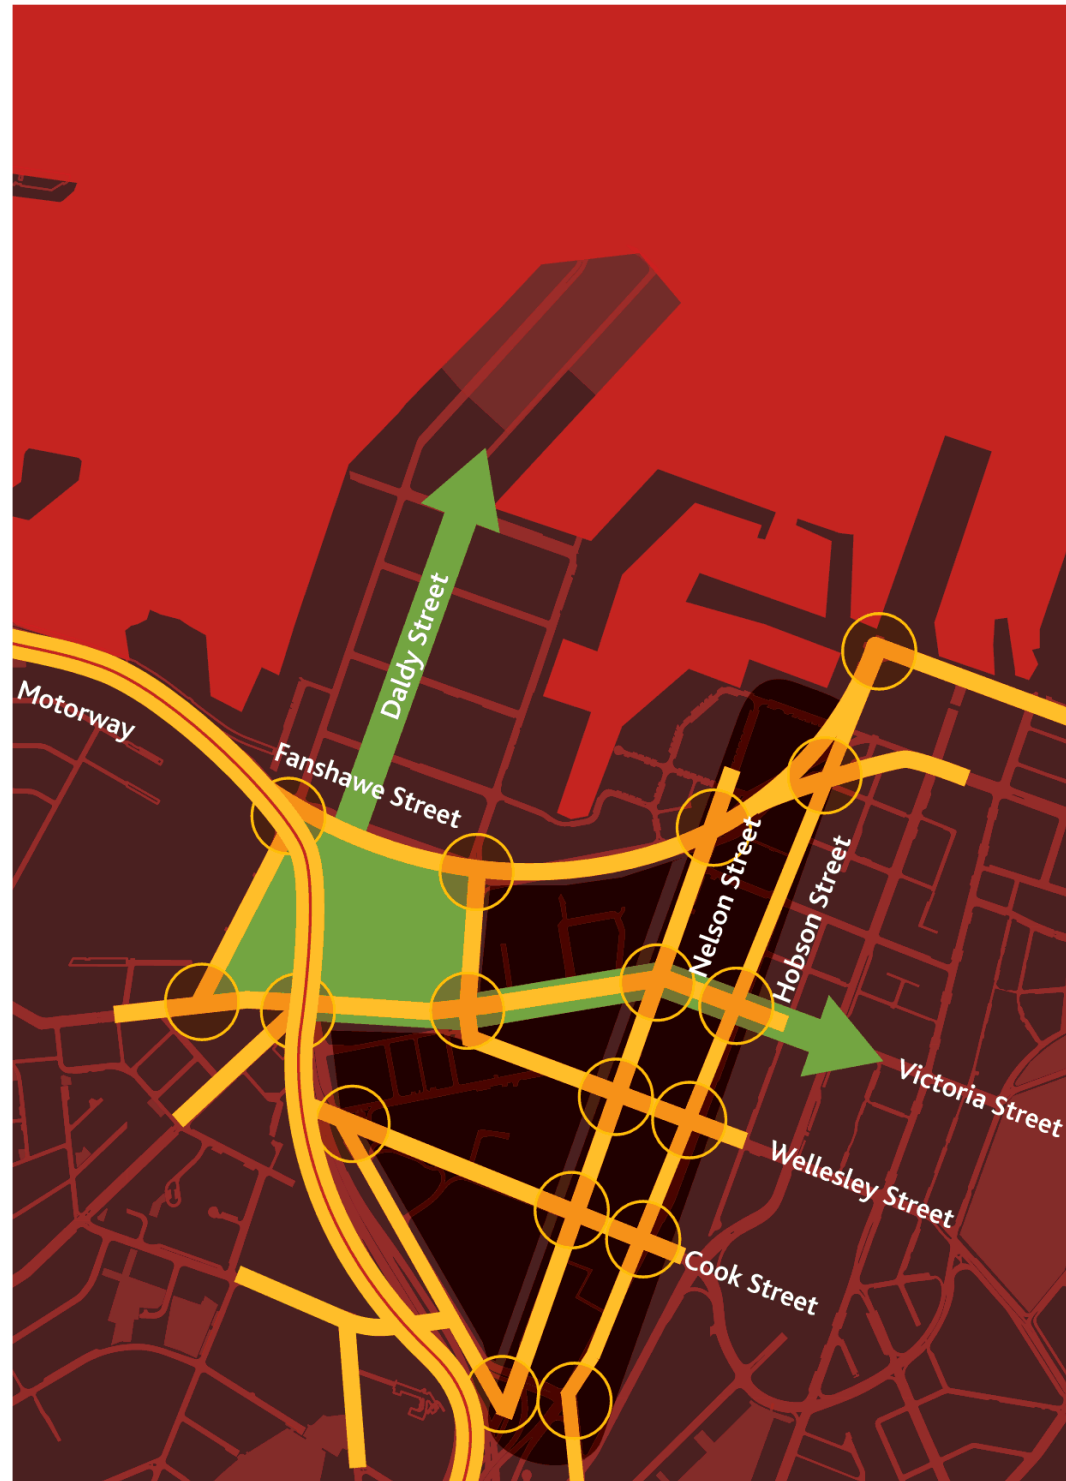 Daldy Street
Motorway
Fanshawe Street
Nelson Street
Hobson Street
Victoria Street
Wellesley Street
Cook Street